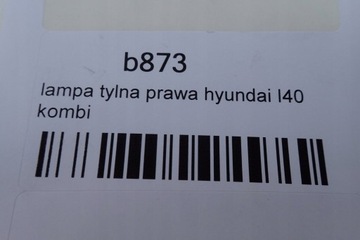 b873
lampa tylna prawa hyundai I40
kombi